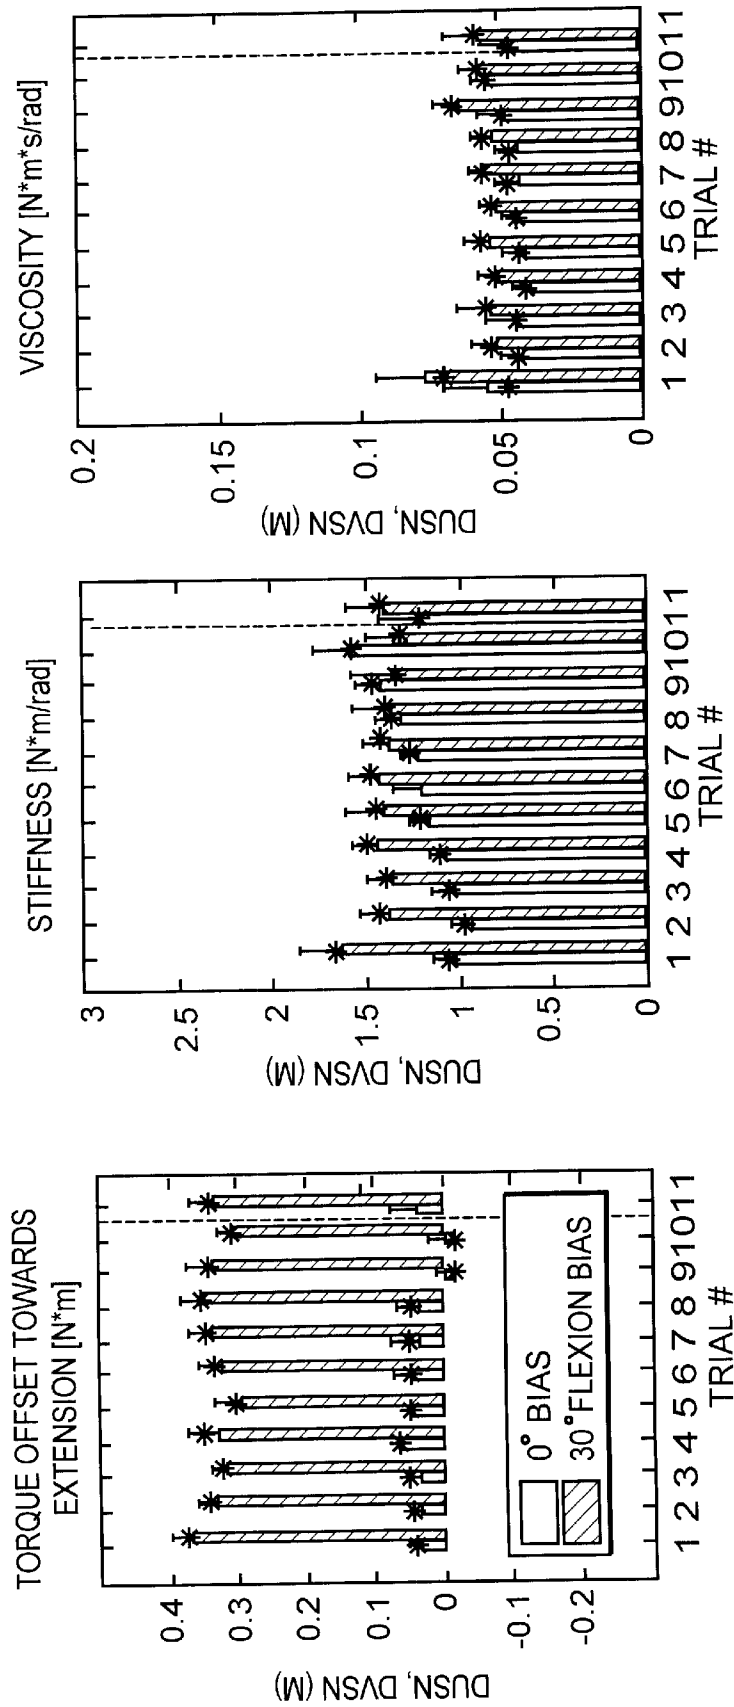 TORQUE OFFSET TOWARDS
EXTENSION [N*m]
DUSN, DVSN (M)
0.4
0.3
0.2
0.1
0
-0.1
-0.2
0° BIAS
30° FLEXION BIAS
1 2 3 4 5 6 7 8 9 10 11
TRIAL #
STIFFNESS [N*m/rad]
DUSN, DVSN (M)
3
2.5
2
1.5
1
0.5
0
1 2 3 4 5 6 7 8 9 10 11
TRIAL #
VISCOSITY [N*m*s/rad]
DUSN, DVSN (M)
0.2
0.15
0.1
0.05
0
1 2 3 4 5 6 7 8 9 10 11
TRIAL #